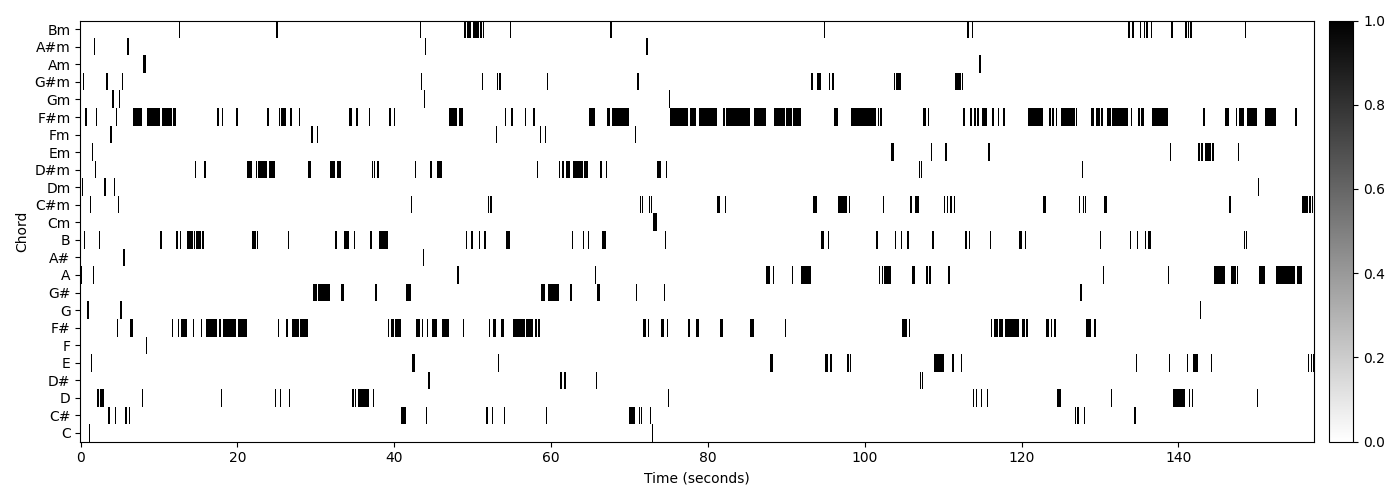 Bm
A#m
Am
G#m
Gm
F#m
Fm
Em
D#m
Dm
C#m
Cm
B
A#
A
G#
G
F#
F
E
D#
D
C#
C
Chord
0 20 40 60 80 100 120 140
Time (seconds)
1.0
0.8
0.6
0.4
0.2
0.0